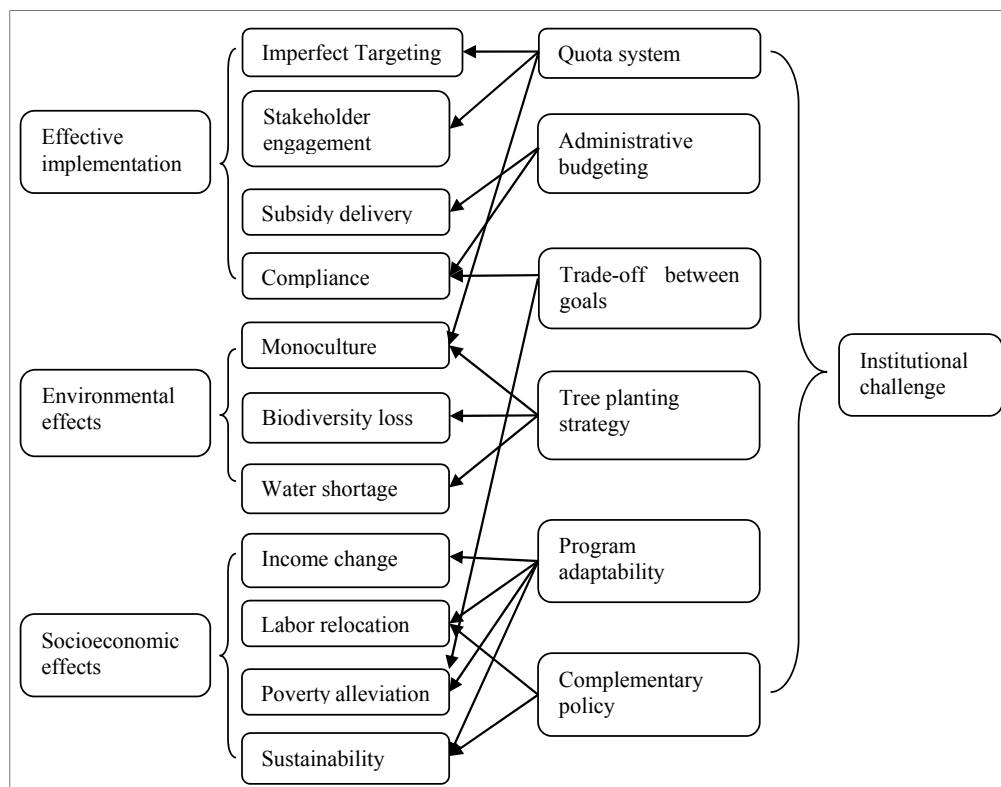 Imperfect Targeting
Quota system
Stakeholder
engagement
Effective
implementation
Administrative
budgeting
Subsidy delivery
Compliance
Trade-off between
goals
Monoculture
Institutional
challenge
Environmental
effects
Biodiversity loss
Tree planting
strategy
Water shortage
Income change
Program
adaptability
Labor relocation
Socioeconomic
effects
Poverty alleviation
Complementary
policy
Sustainability